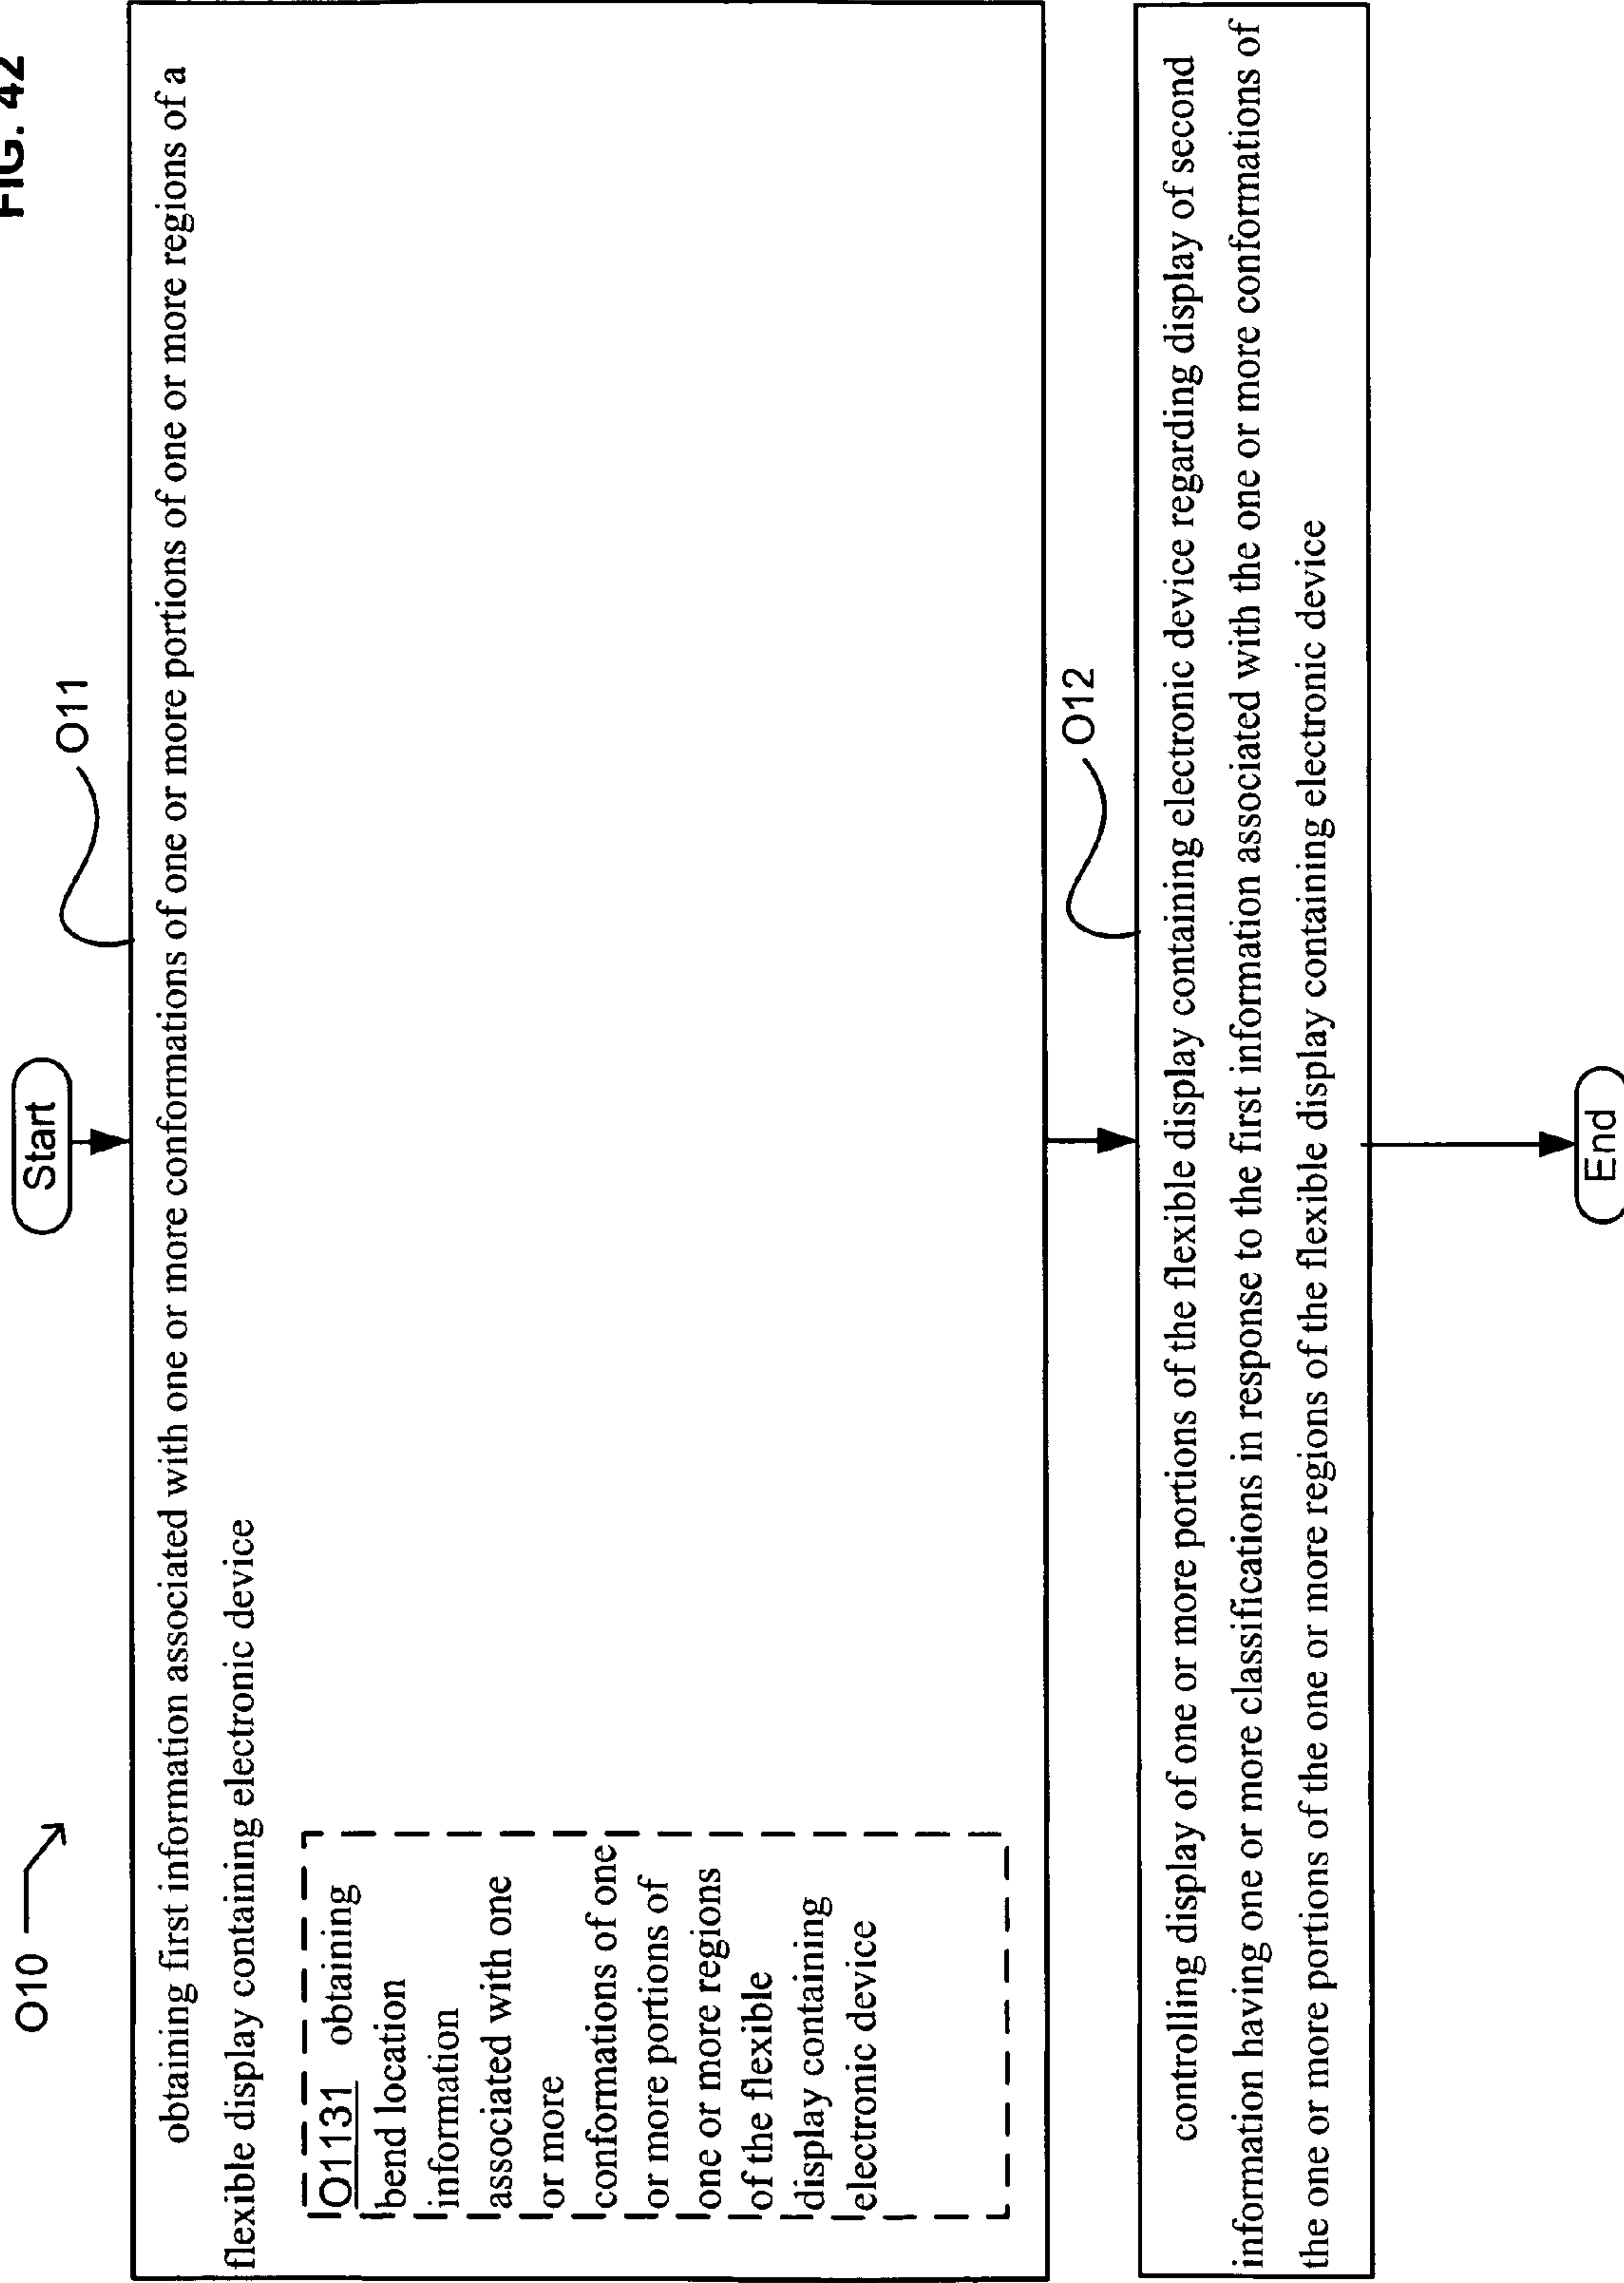 FIG. 42
O10
Start
O11
obtaining first information associated with one or more conformations of one or more portions of one or more regions of a
flexible display containing electronic device
O1131 obtaining
bend location
information
associated with one
or more
conformations of one
or more portions of
one or more regions
of the flexible
display containing
electronic device
O12
controlling display of one or more portions of the flexible display containing electronic device regarding display of second
information having one or more classifications in response to the first information associated with the one or more conformations of
the one or more portions of the one or more regions of the flexible display containing electronic device
End